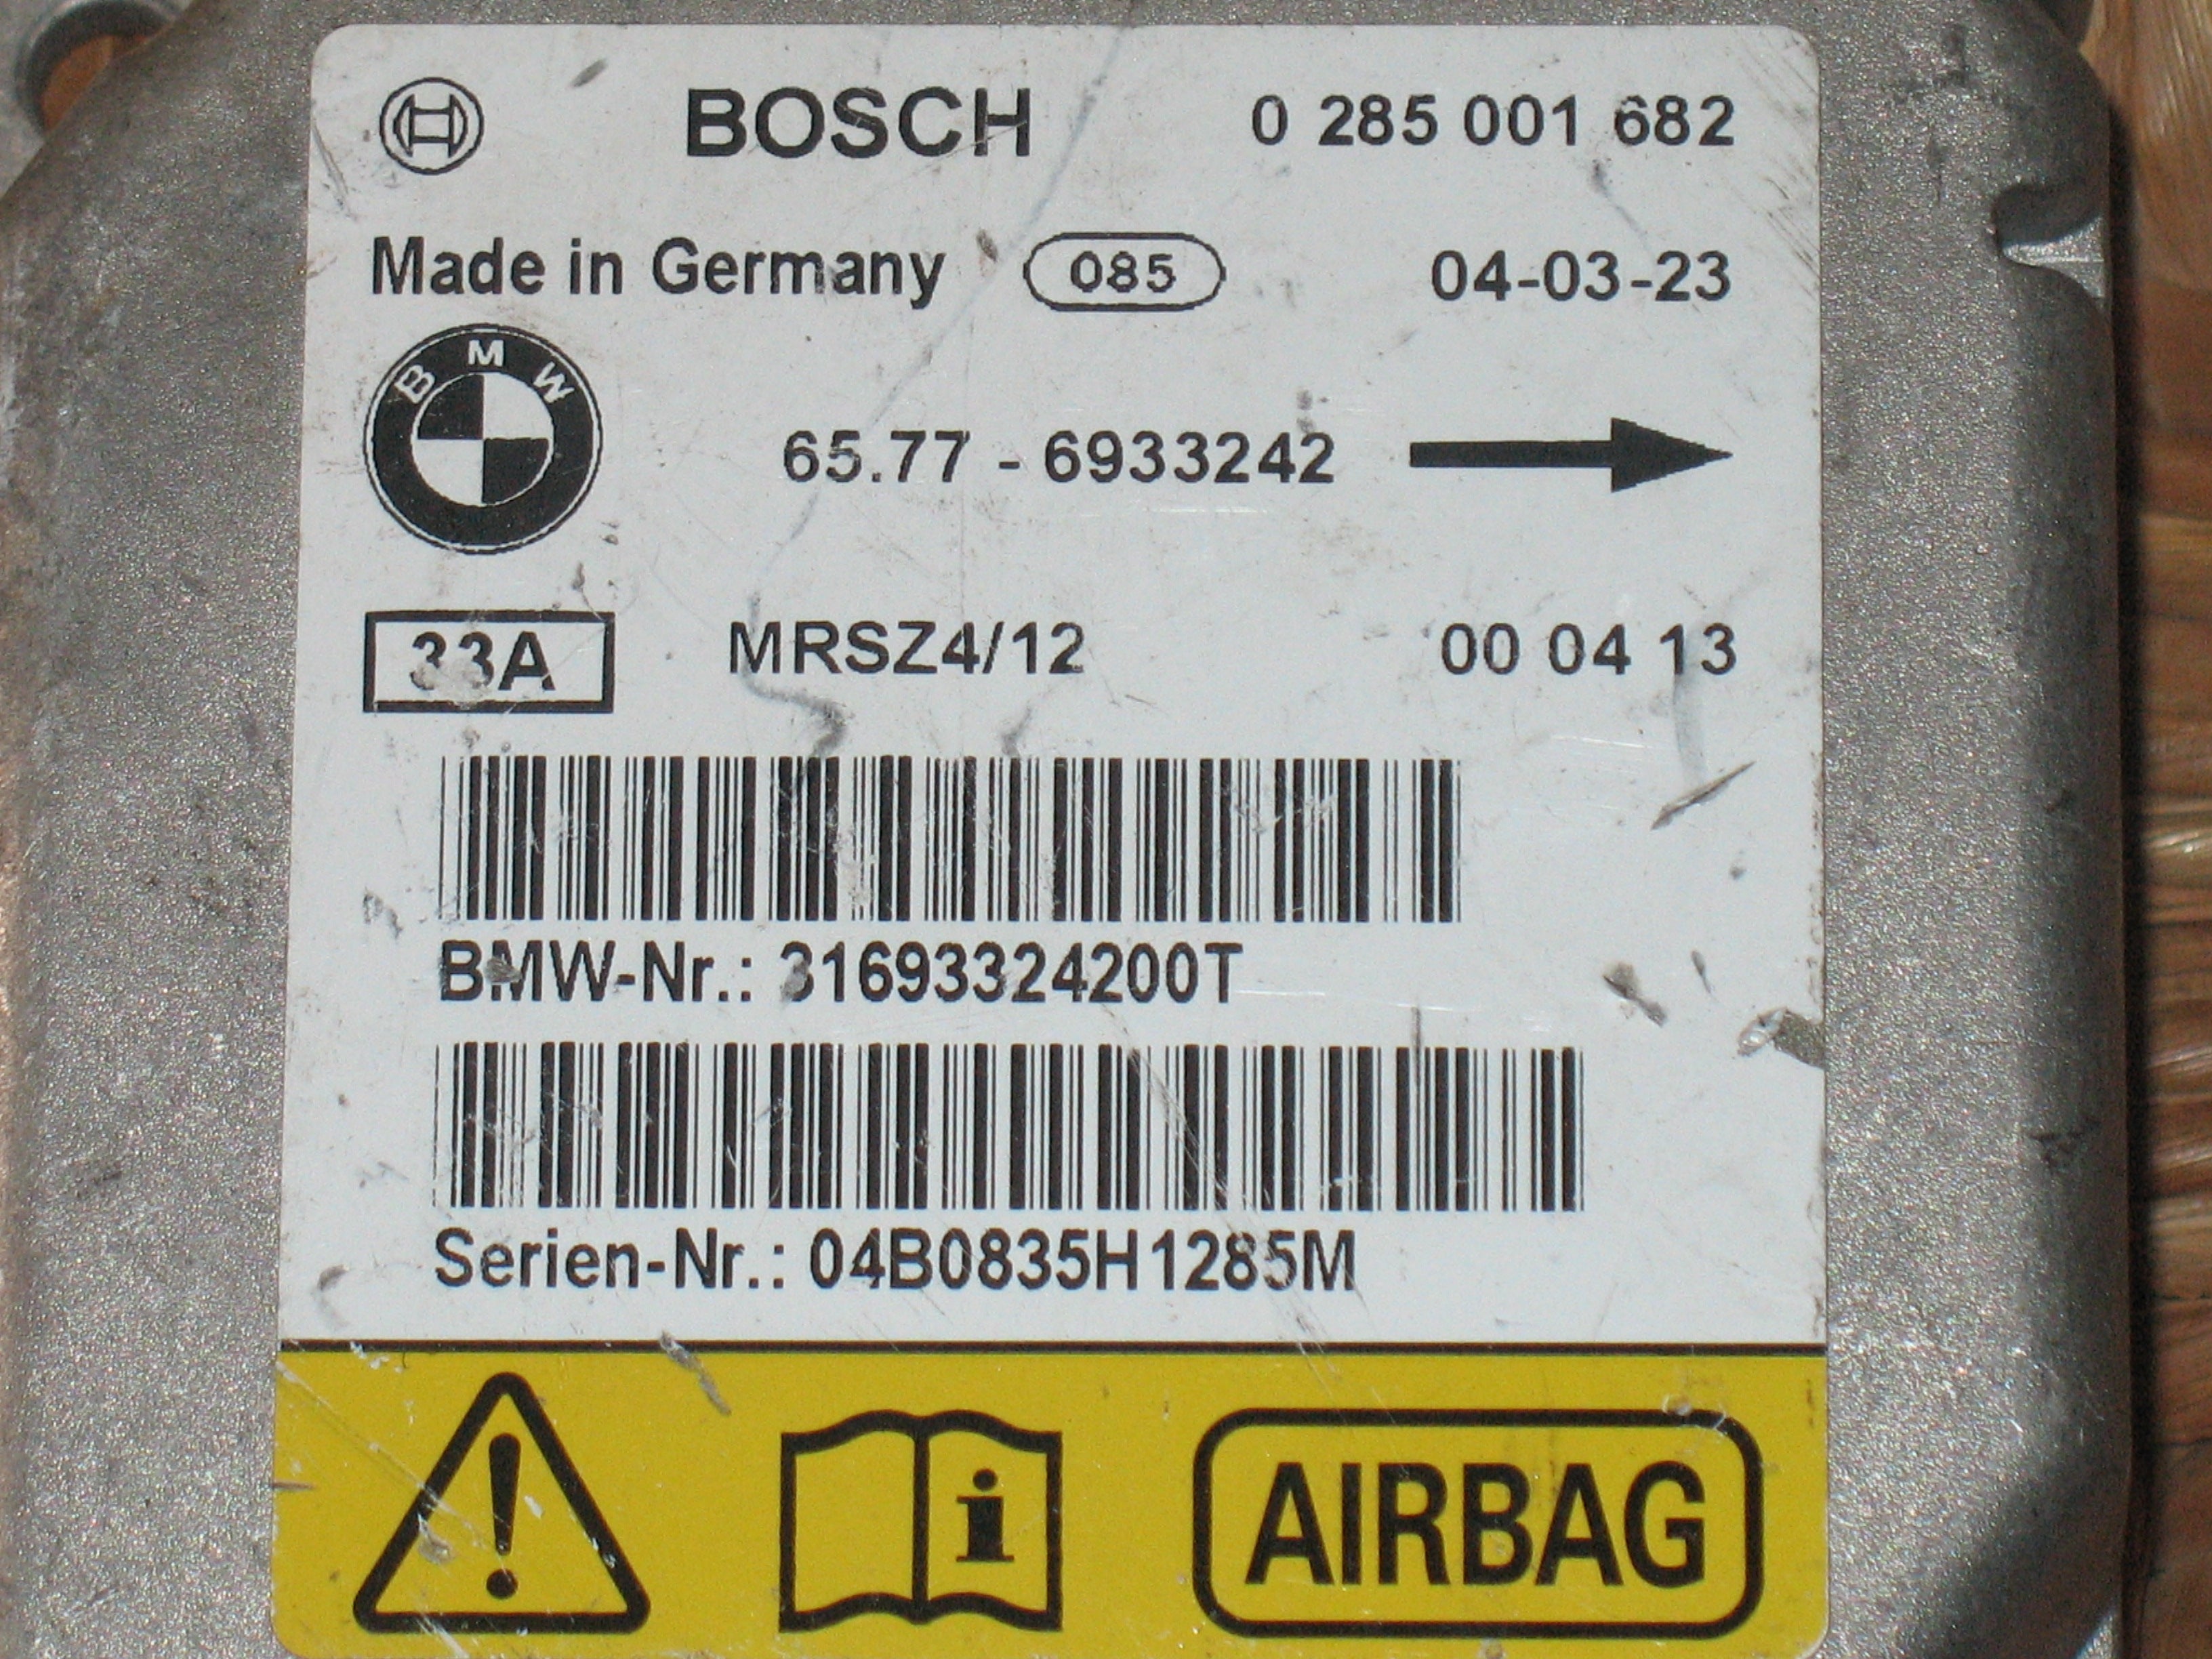 BOSCH 0 285 001 682
Made in Germany 085 04-03-23
BMW
65.77 - 6933242
33A MRSZ4/12 00 04 13
BMW-Nr.: 31693324200T
Serien-Nr.: 04B0835H1285M
! i AIRBAG